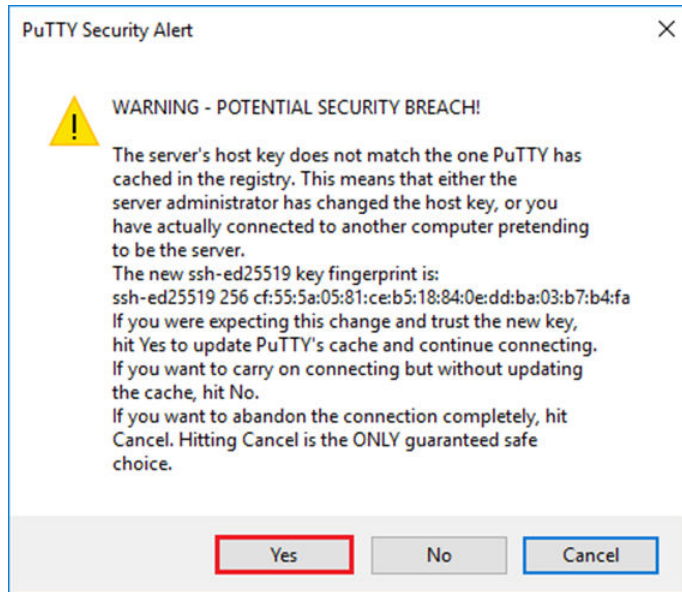 PuTTY Security Alert
WARNING - POTENTIAL SECURITY BREACH!
The server's host key does not match the one PuTTY has
cached in the registry. This means that either the
server administrator has changed the host key, or you
have actually connected to another computer pretending
to be the server.
The new ssh-ed25519 key fingerprint is:
ssh-ed25519 256 cf:55:5a:05:81:ce:b5:18:84:0e:dd:ba:03:b7:b4:fa
If you were expecting this change and trust the new key,
hit Yes to update PuTTY's cache and continue connecting.
If you want to carry on connecting but without updating
the cache, hit No.
If you want to abandon the connection completely, hit
Cancel. Hitting Cancel is the ONLY guaranteed safe
choice.
Yes No Cancel